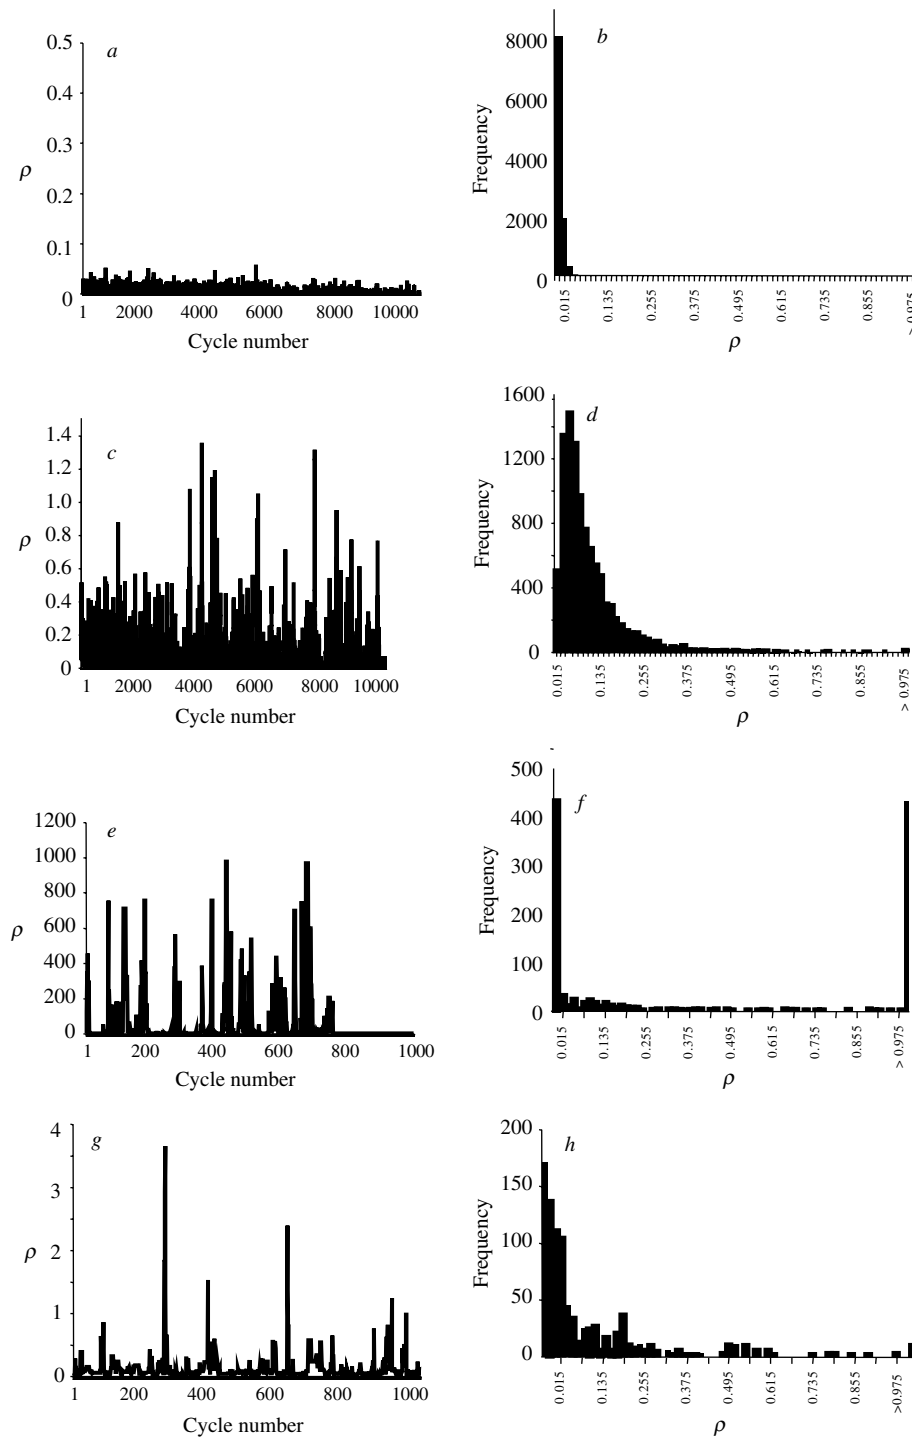 a
0.5
0.4
0.3
0.2
0.1
0
ρ
1 2000 4000 6000 8000 10000
Cycle number
b
8000
6000
4000
2000
0
Frequency
0.015 0.135 0.255 0.375 0.495 0.615 0.735 0.855 >0.975
ρ
c
1.4
1.2
1.0
0.8
0.6
0.4
0.2
0
ρ
1 2000 4000 6000 8000 10000
Cycle number
d
1600
1200
800
400
0
Frequency
0.015 0.135 0.255 0.375 0.495 0.615 0.735 0.855 > 0.975
ρ
e
1200
1000
800
600
400
200
0
ρ
1 200 400 600 800 1000
Cycle number
f
500
400
300
200
100
0
Frequency
0.015 0.135 0.255 0.375 0.495 0.615 0.735 0.855 > 0.975
ρ
g
4
3
2
1
0
ρ
1 200 400 600 800 1000
Cycle number
h
200
150
100
50
0
Frequency
0.015 0.135 0.255 0.375 0.495 0.615 0.735 0.855 >0.975
ρ